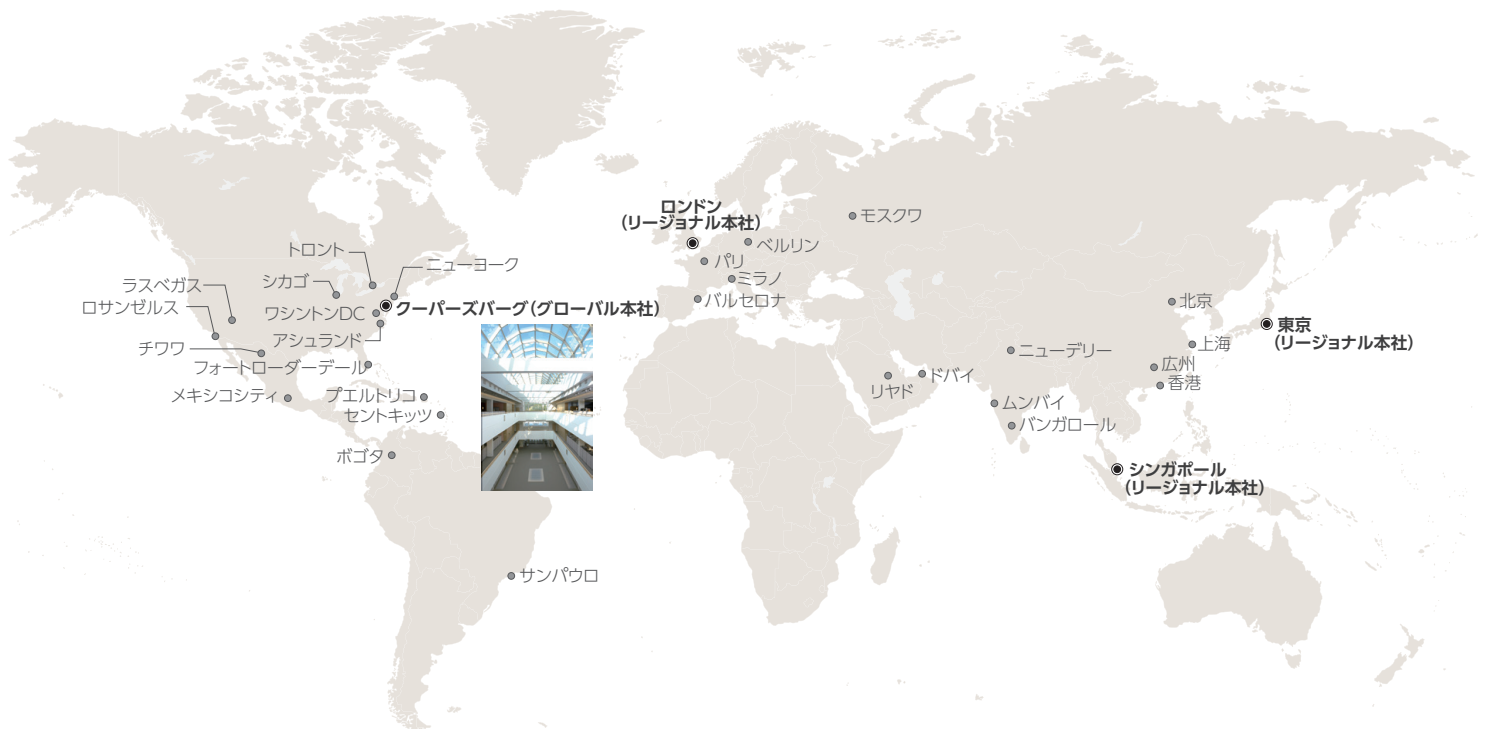 ロンドン
(リージョナル本社)
モスクワ
ベルリン
パリ
ミラノ
バルセロナ
トロント
ニューヨーク
シカゴ
ラスベガス
ロサンゼルス
ワシントンDC
クーパーズバーグ(グローバル本社)
アシュランド
チワワ
フォートローダーデール
メキシコシティ
プエルトリコ
セントキッツ
ボゴタ
サンパウロ
リヤド
ドバイ
ニューデリー
ムンバイ
バンガロール
北京
東京
(リージョナル本社)
上海
広州
香港
シンガポール
(リージョナル本社)